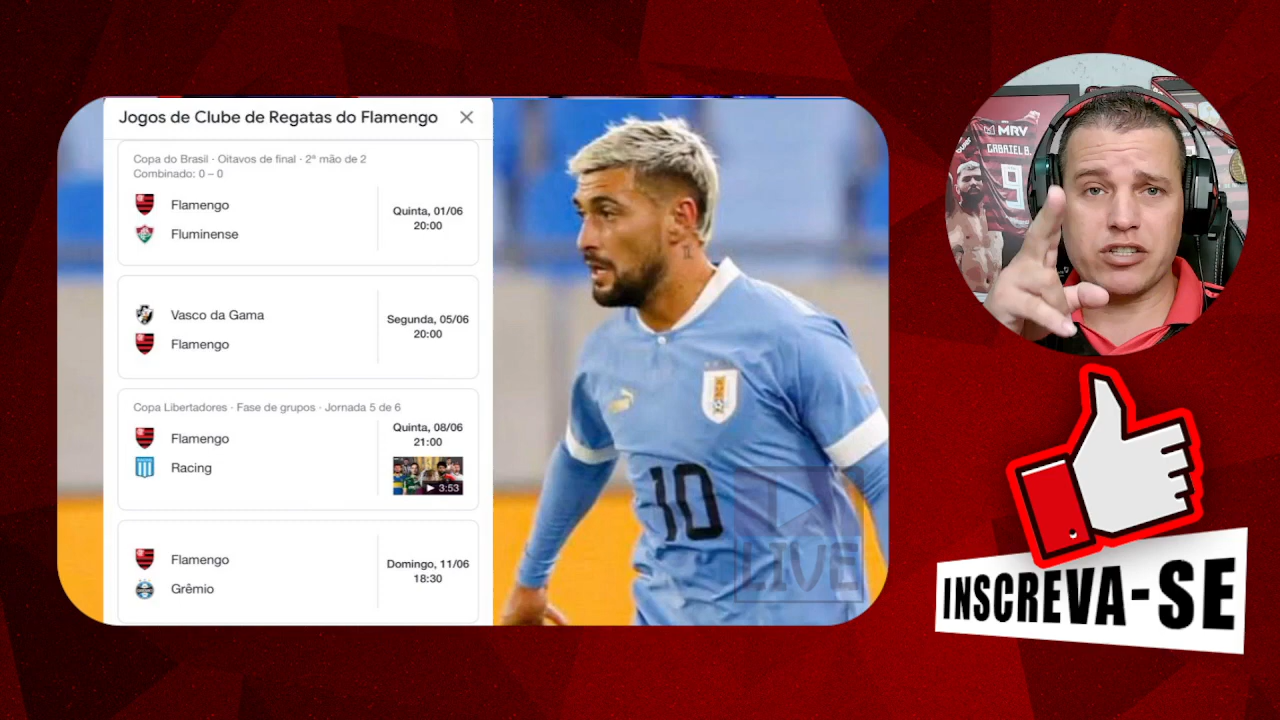 Jogos de Clube de Regatas do Flamengo
Copa do Brasil · Oitavos de final · 2ª mão de 2
Combinado: 0 – 0
Flamengo
Fluminense
Quinta, 01/06
20:00
Vasco da Gama
Flamengo
Segunda, 05/06
20:00
Copa Libertadores · Fase de grupos · Jornada 5 de 6
Flamengo
Racing
Quinta, 08/06
21:00
3:53
Flamengo
Grêmio
Domingo, 11/06
18:30
10
LIVE
MRV
GABRIEL B.
9
INSCREVA-SE